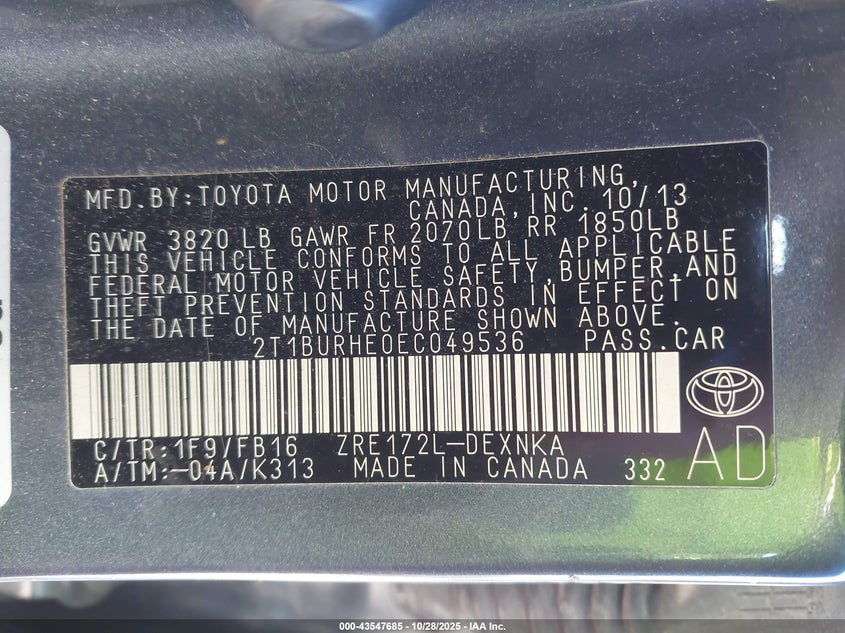 MFD.BY:TOYOTA MOTOR MANUFACTURING,
CANADA,INC. 10/13
GVWR 3820 LB GAWR FR 2070LB RR 1850LB
THIS VEHICLE CONFORMS TO ALL APPLICABLE
FEDERAL MOTOR VEHICLE SAFETY,BUMPER,AND
THEFT PREVENTION STANDARDS IN EFFECT ON
THE DATE OF MANUFACTURE SHOWN ABOVE.
2T1BURHE0EC049536 PASS.CAR
C/TR:1F9/FB16 ZRE172L-DEXNKA
A/TM:-04A/K313 MADE IN CANADA 332 AD
000-43547685 | 10/28/2025 - IAA Inc.